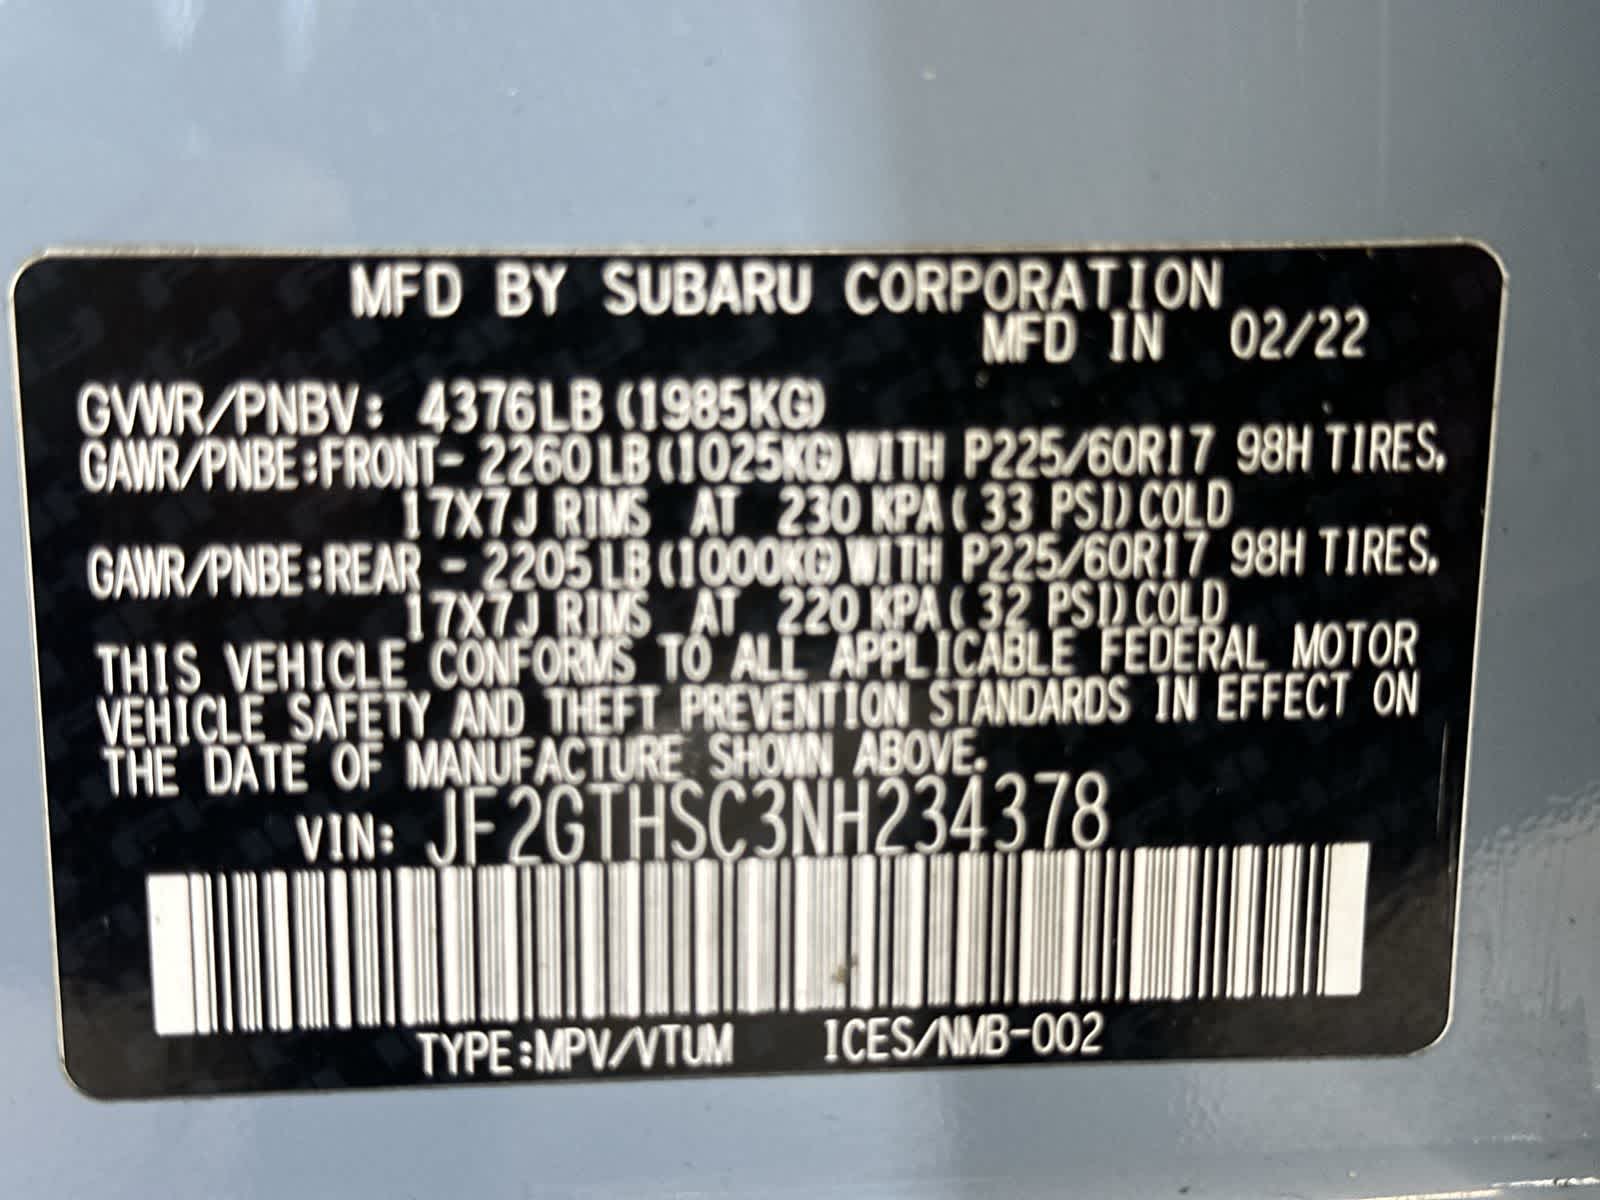 MFD BY SUBARU CORPORATION
MFD IN 02/22
GVWR/PNBV: 4376LB (1985KG)
GAWR/PNBE:FRONT- 2260LB (1025KG) WITH P225/60R17 98H TIRES,
17X7J RIMS AT 230 KPA ( 33 PSI) COLD
GAWR/PNBE:REAR - 2205LB (1000KG) WITH P225/60R17 98H TIRES,
17X7J RIMS AT 220 KPA ( 32 PSI) COLD
THIS VEHICLE CONFORMS TO ALL APPLICABLE FEDERAL MOTOR
VEHICLE SAFETY AND THEFT PREVENTION STANDARDS IN EFFECT ON
THE DATE OF MANUFACTURE SHOWN ABOVE.
VIN: JF2GTHSC3NH234378
TYPE:MPV/VTUM ICES/NMB-002